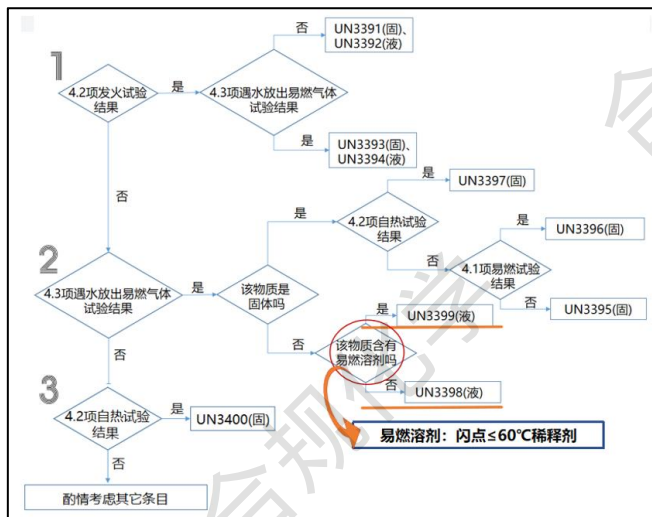 1
4.2项发火试验
结果
是
4.3项遇水放出易燃气体
试验结果
否
UN3391(固)、
UN3392(液)
是
UN3393(固)、
UN3394(液)
否
2
4.3项遇水放出易燃气体
试验结果
是
该物质是
固体吗
是
4.2项自热试验
结果
是
UN3397(固)
否
4.1项易燃试验
结果
是
UN3396(固)
否
UN3395(固)
否
该物质含有
易燃溶剂吗
是
UN3399(液)
否
UN3398(液)
易燃溶剂：闪点≤60℃稀释剂
否
3
4.2项自热试验
结果
是
UN3400(固)
否
酌情考虑其它条目
合规化学
合